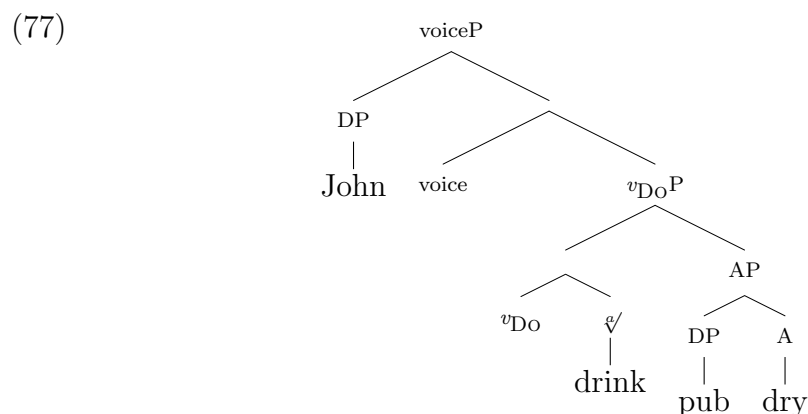 (77)
voiceP
DP
John
voice
vDoP
AP
vDo
a√
DP
A
drink
pub
dry